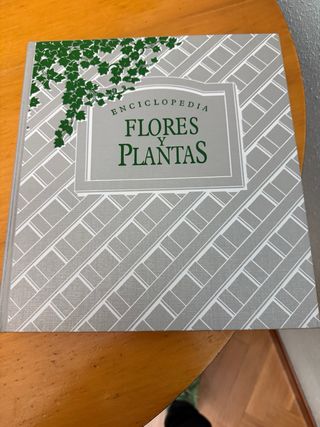 ENCICLOPEDIA
FLORES
Y
PLANTAS